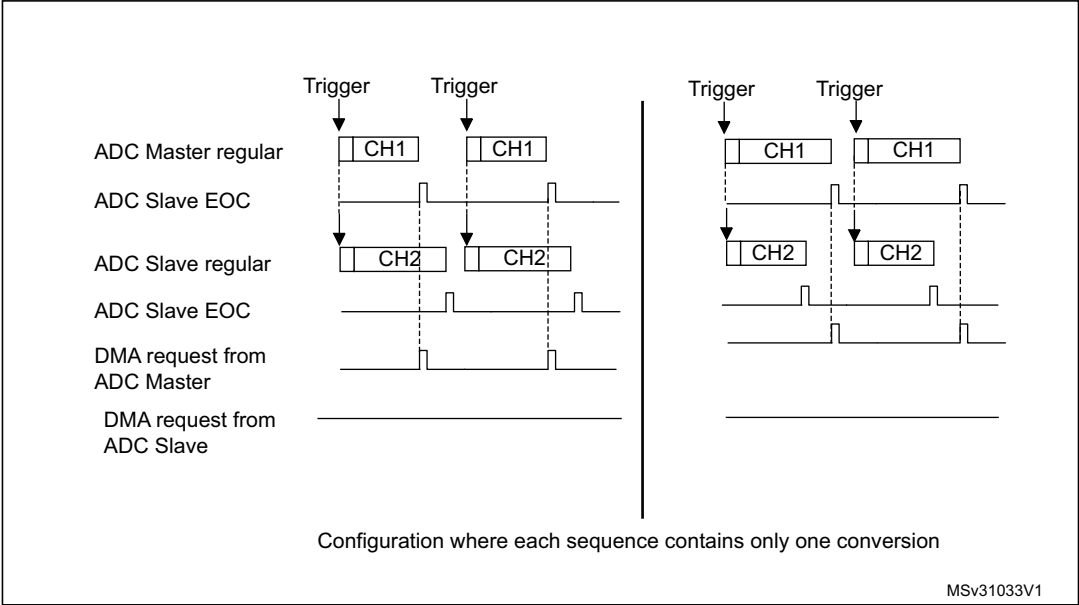 Trigger Trigger Trigger Trigger
ADC Master regular CH1 CH1 CH1 CH1
ADC Slave EOC
ADC Slave regular CH2 CH2 CH2 CH2
ADC Slave EOC
DMA request from
ADC Master
DMA request from
ADC Slave
Configuration where each sequence contains only one conversion
MSv31033V1